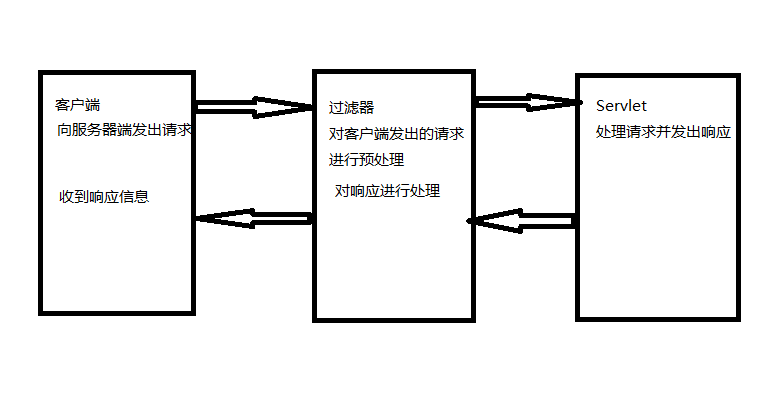 客户端
向服务器端发出请求
收到响应信息
过滤器
对客户端发出的请求
进行预处理
对响应进行处理
Servlet
处理请求并发出响应